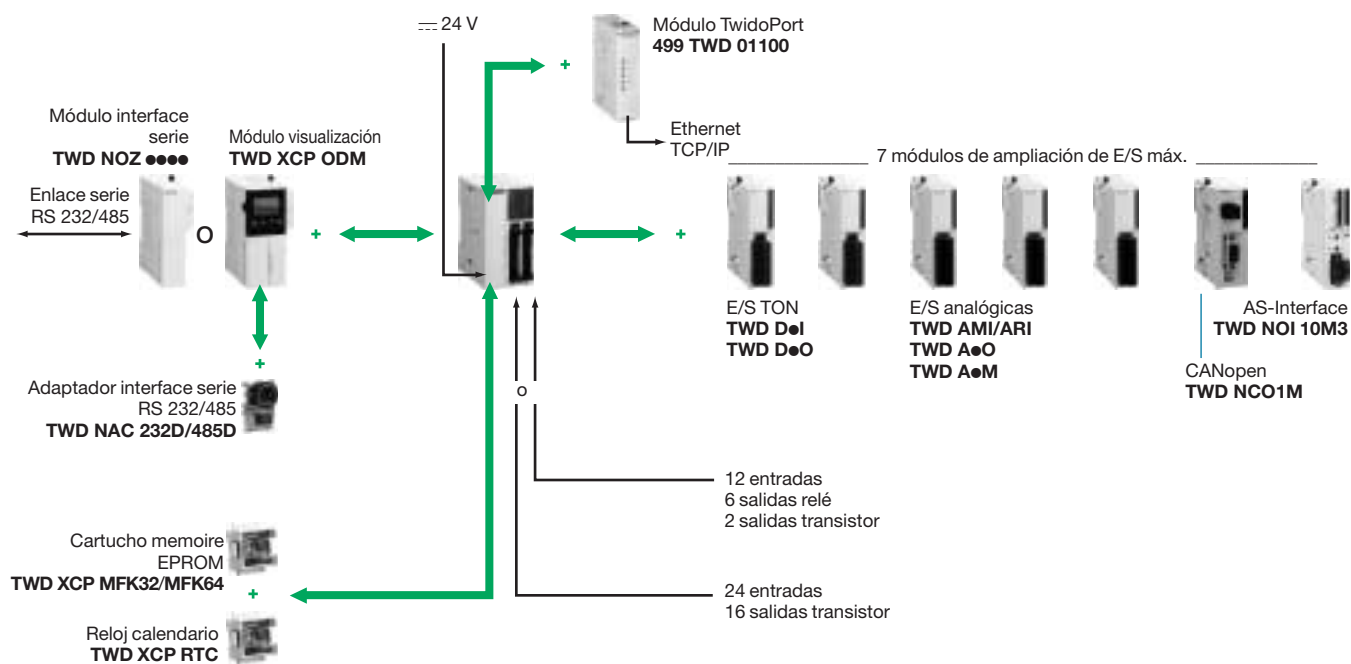 ⎓ 24 V
Módulo TwidoPort
499 TWD 01100
Ethernet
TCP/IP
Módulo interface
serie
TWD NOZ ●●●●
Enlace serie
RS 232/485
O
Módulo visualización
TWD XCP ODM
+
+
+
7 módulos de ampliación de E/S máx.
E/S TON
TWD D●I
TWD D●O
E/S analógicas
TWD AMI/ARI
TWD A●O
TWD A●M
CANopen
TWD NCO1M
AS-Interface
TWD NOI 10M3
+
Adaptador interface serie
RS 232/485
TWD NAC 232D/485D
o
12 entradas
6 salidas relé
2 salidas transistor
24 entradas
16 salidas transistor
Cartucho memoire
EPROM
TWD XCP MFK32/MFK64
+
Reloj calendario
TWD XCP RTC